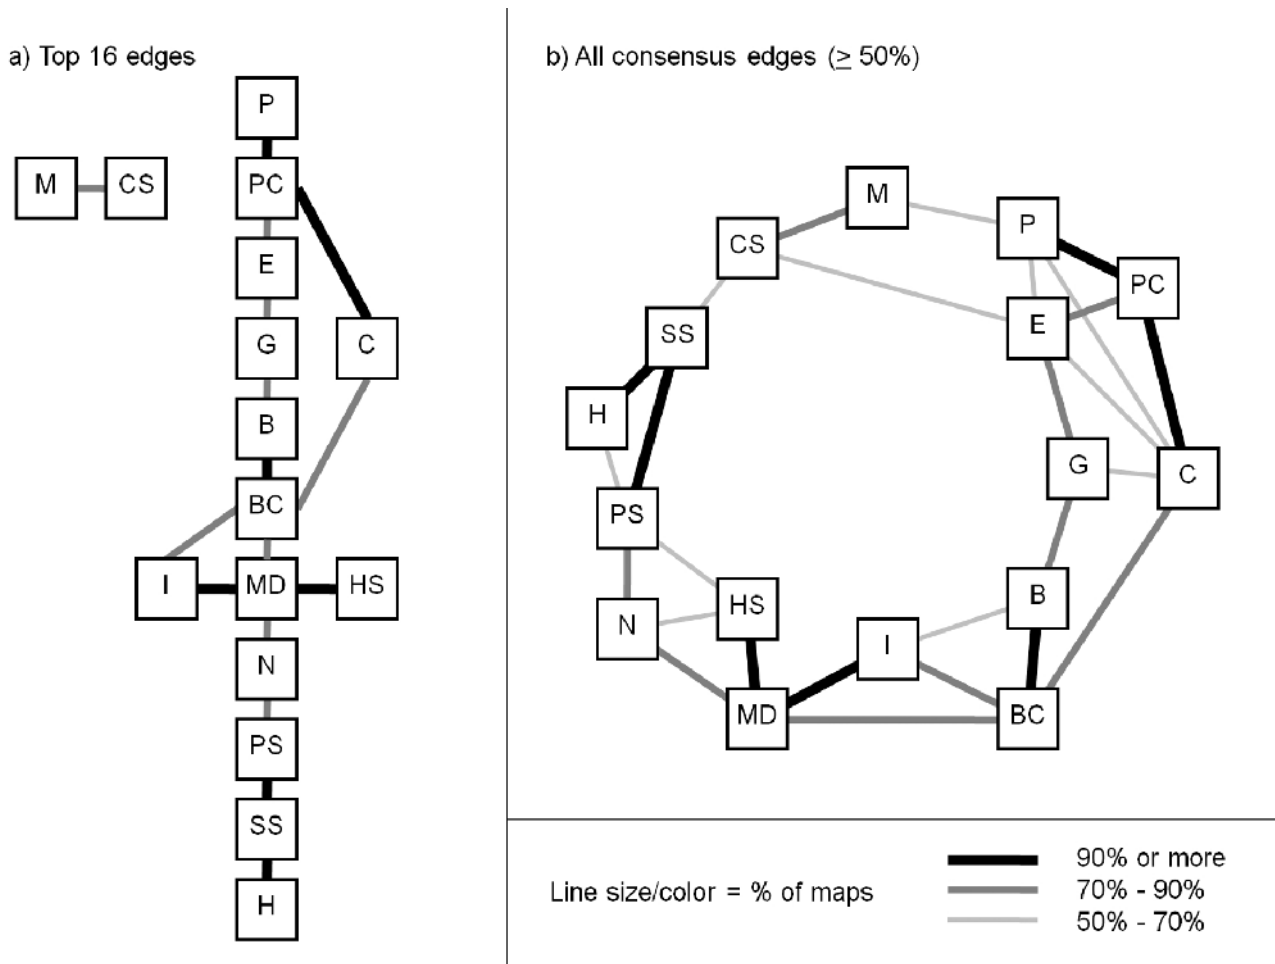 a) Top 16 edges
P
M
CS
PC
E
G
C
B
BC
I
MD
HS
N
PS
SS
H
b) All consensus edges (≥ 50%)
M
P
CS
PC
E
SS
H
G
C
PS
B
HS
N
I
MD
BC
Line size/color = % of maps
90% or more
70% - 90%
50% - 70%